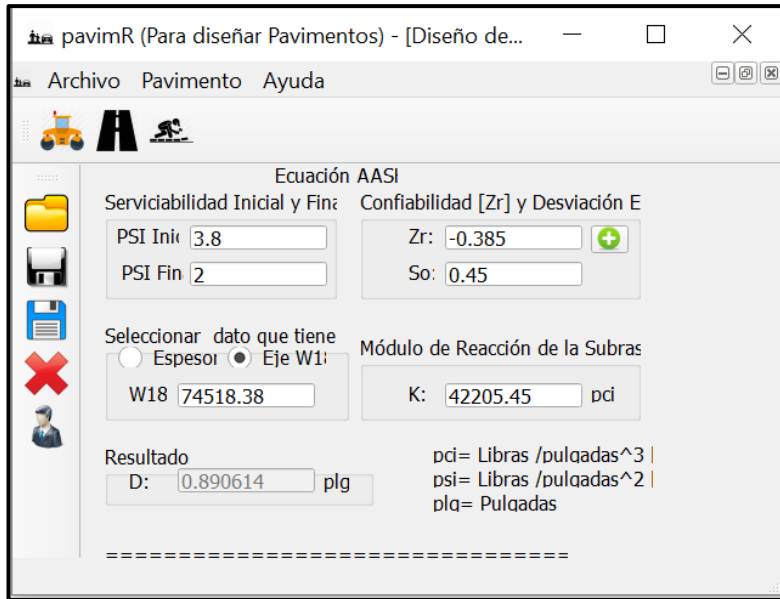 pavimR (Para diseñar Pavimentos) - [Diseño de...
Archivo Pavimento Ayuda
Ecuación AASH
Serviciabilidad Inicial y Fina Confiabilidad [Zr] y Desviación E
PSI Inic 3.8 Zr: -0.385
PSI Fin 2 So: 0.45
Seleccionar dato que tiene
Espesor Eje W18 Módulo de Reacción de la Subras
W18 74518.38 K: 42205.45 pci
Resultado
D: 0.890614 plg
pci= Libras /pulgadas^3
psi= Libras /pulgadas^2
plg= Pulgadas
================================